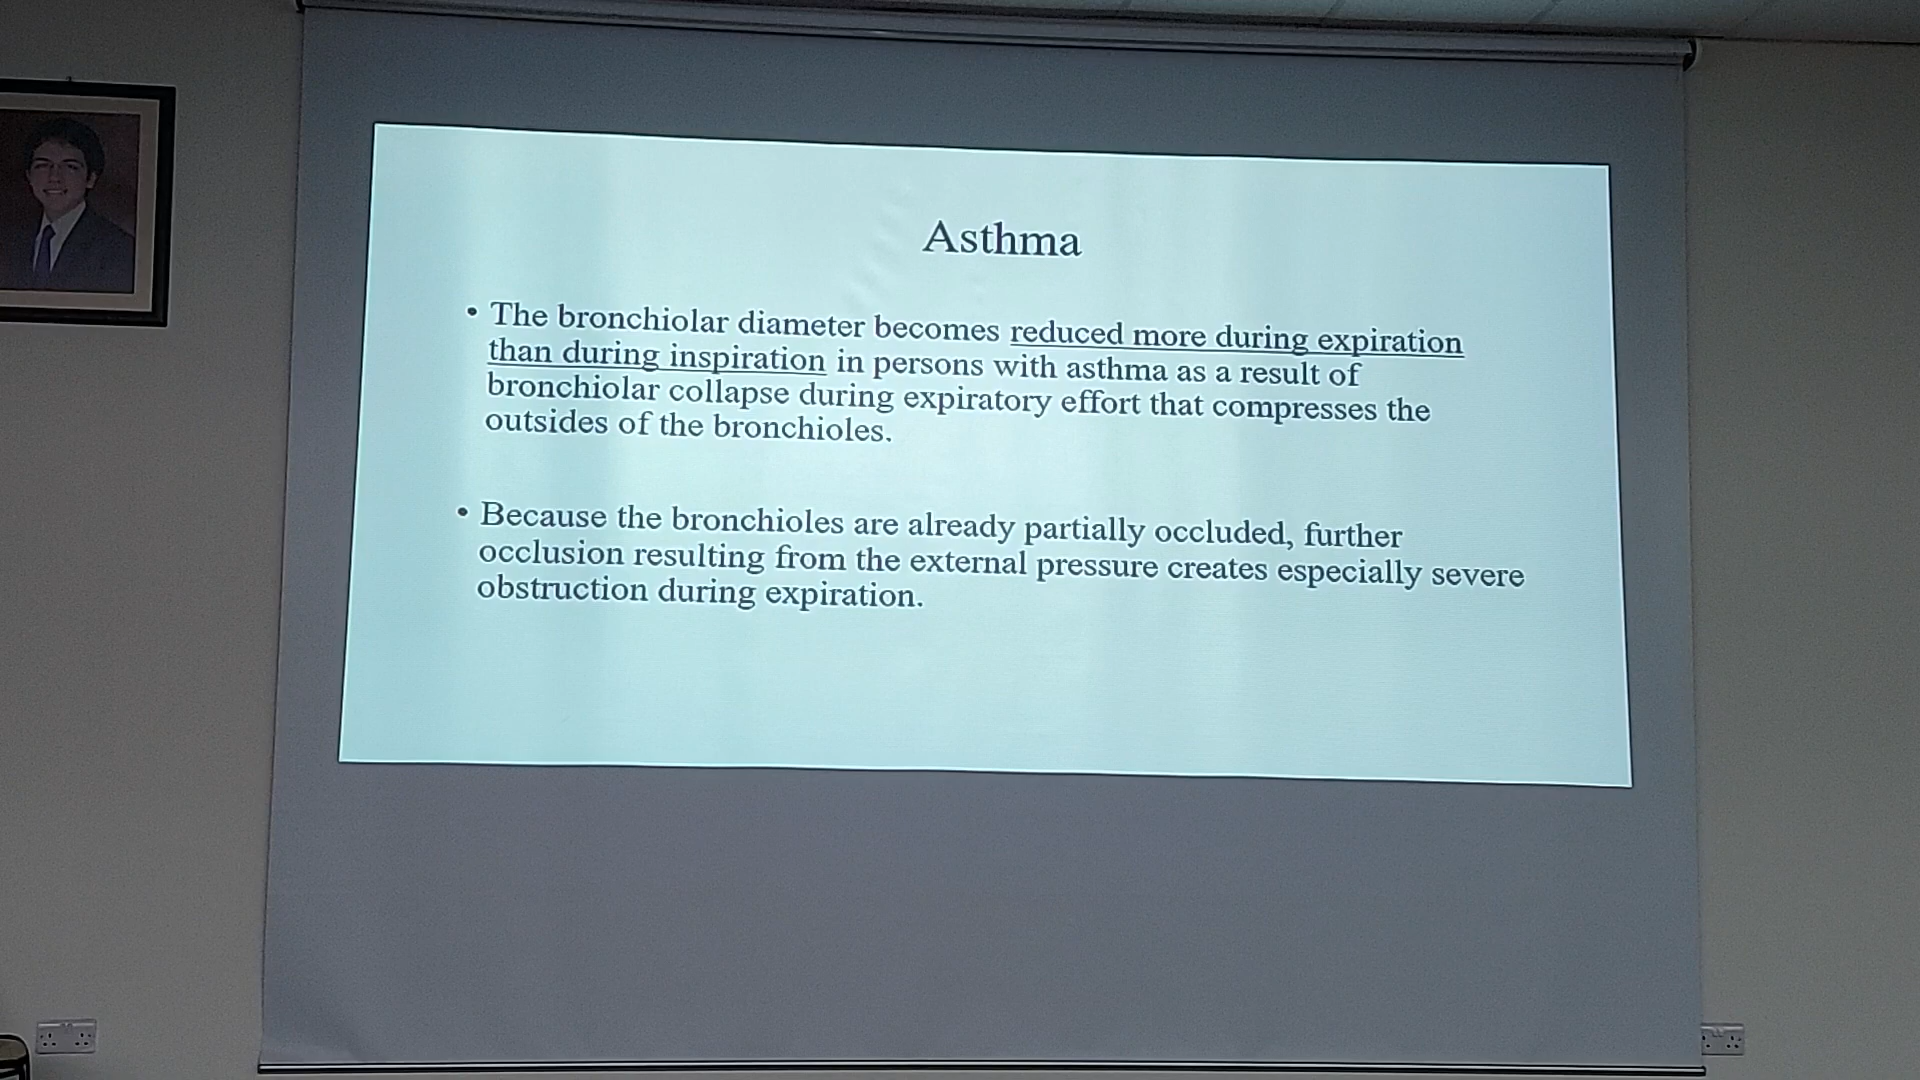 Asthma
• The bronchiolar diameter becomes reduced more during expiration
than during inspiration in persons with asthma as a result of
bronchiolar collapse during expiratory effort that compresses the
outsides of the bronchioles.
• Because the bronchioles are already partially occluded, further
occlusion resulting from the external pressure creates especially severe
obstruction during expiration.